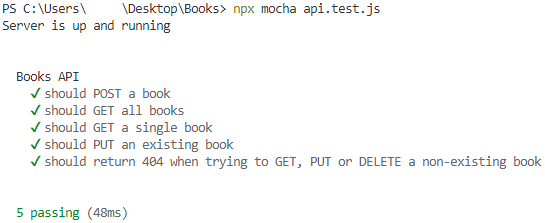 PS C:\Users\ \Desktop\Books> npx mocha api.test.js
Server is up and running
Books API
✓ should POST a book
✓ should GET all books
✓ should GET a single book
✓ should PUT an existing book
✓ should return 404 when trying to GET, PUT or DELETE a non-existing book
5 passing (48ms)